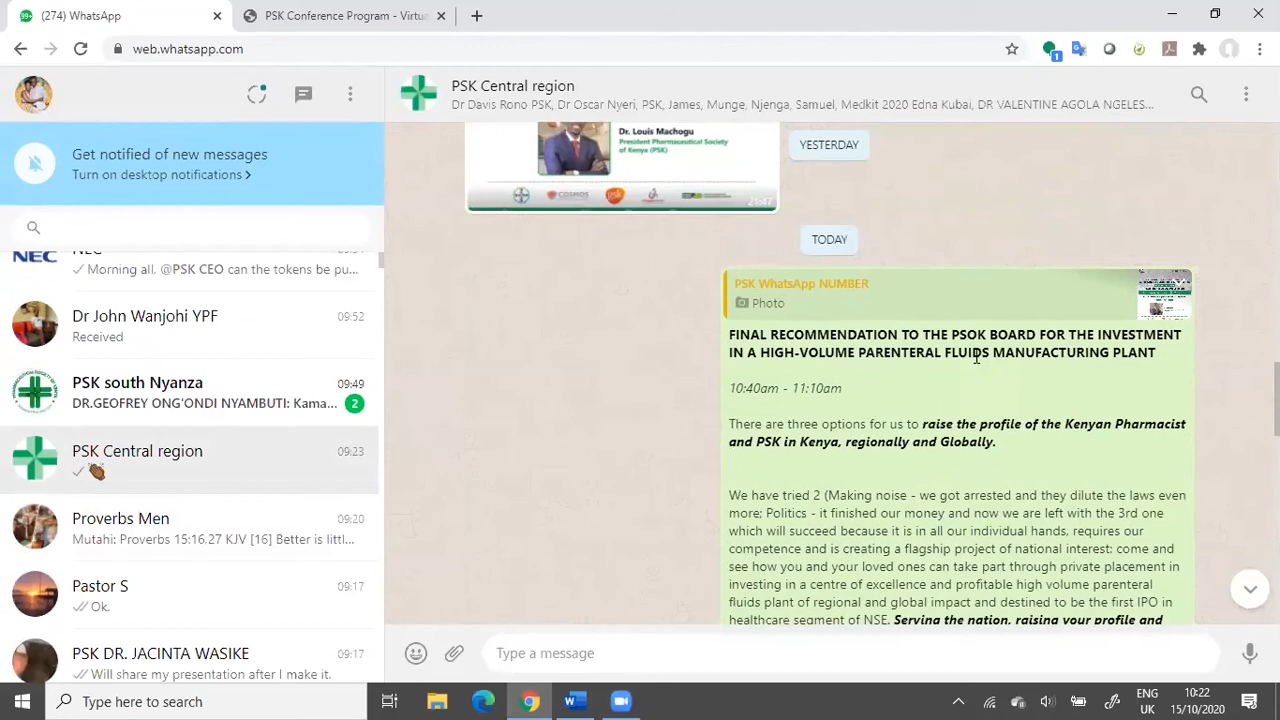 (274) WhatsApp
PSK Conference Program - Virtu
web.whatsapp.com
1
PSK Central region
Dr Davis Rono PSK, Dr Oscar Nyeri, PSK, James, Munge, Njenga, Samuel, Medkit 2020 Edna Kubai, DR VALENTINE AGOLA NGELES...
Get notified of new messages
Turn on desktop notifications >
NEC
Morning all. @PSK CEO can the tokens be pu...
Dr John Wanjohi YPF
09:52
Received
PSK south Nyanza
09:49
DR.GEOFREY ONG'ONDI NYAMBUTI: Kama...
2
PSK Central region
09:23
Proverbs Men
09:20
Mutahi: Proverbs 15:16.27 KJV [16] Better is littl...
Pastor S
09:17
Ok.
PSK DR. JACINTA WASIKE
09:17
Will share my presentation after I make it.
Dr. Louis Machogu
President Pharmaceutical Society
of Kenya (PSK)
COSMOS
psk
21:47
YESTERDAY
TODAY
PSK WhatsApp NUMBER
Photo
FINAL RECOMMENDATION TO THE PSOK BOARD FOR THE INVESTMENT
IN A HIGH-VOLUME PARENTERAL FLUIDS MANUFACTURING PLANT
10:40am - 11:10am
There are three options for us to raise the profile of the Kenyan Pharmacist
and PSK in Kenya, regionally and Globally.
We have tried 2 (Making noise - we got arrested and they dilute the laws even
more; Politics - it finished our money and now we are left with the 3rd one
which will succeed because it is in all our individual hands, requires our
competence and is creating a flagship project of national interest: come and
see how you and your loved ones can take part through private placement in
investing in a centre of excellence and profitable high volume parenteral
fluids plant of regional and global impact and destined to be the first IPO in
healthcare segment of NSE. Serving the nation, raising your profile and
Type a message
Type here to search
ENG
UK
10:22
15/10/2020